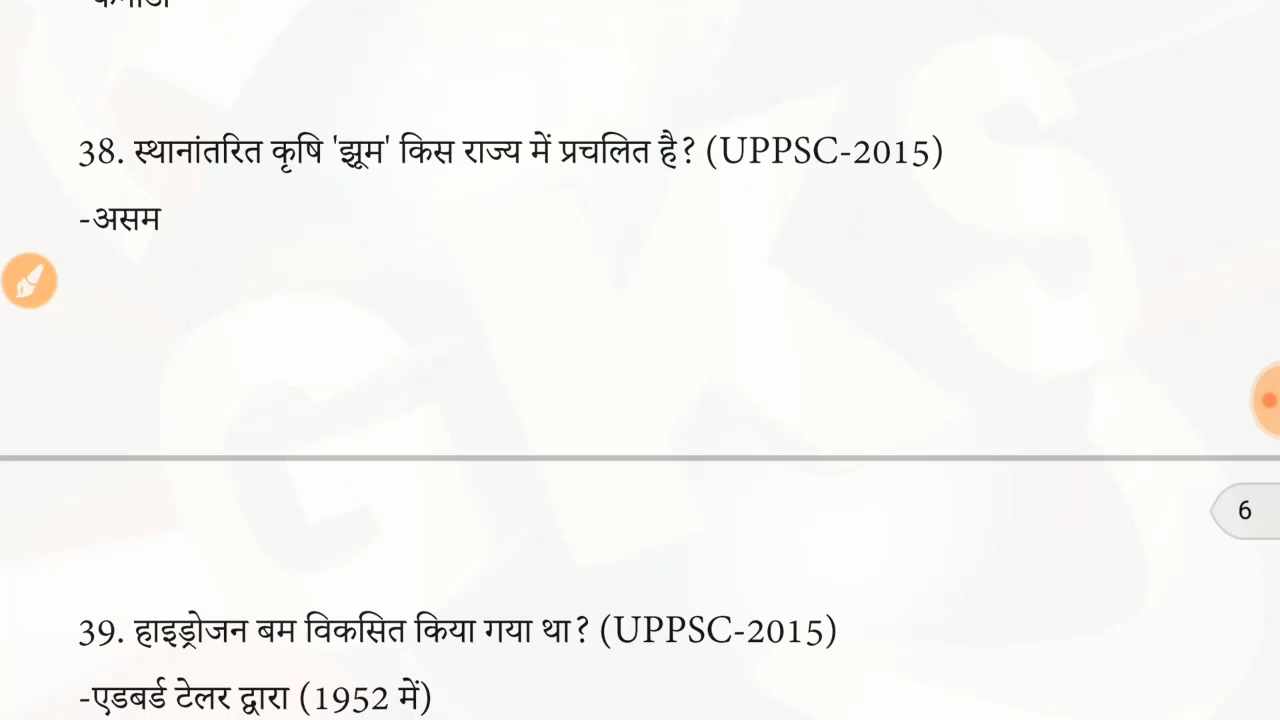 38. स्थानांतरित कृषि 'झूम' किस राज्य में प्रचलित है? (UPPSC-2015)
-असम
6
39. हाइड्रोजन बम विकसित किया गया था? (UPPSC-2015)
-एडबर्ड टेलर द्वारा (1952 में)